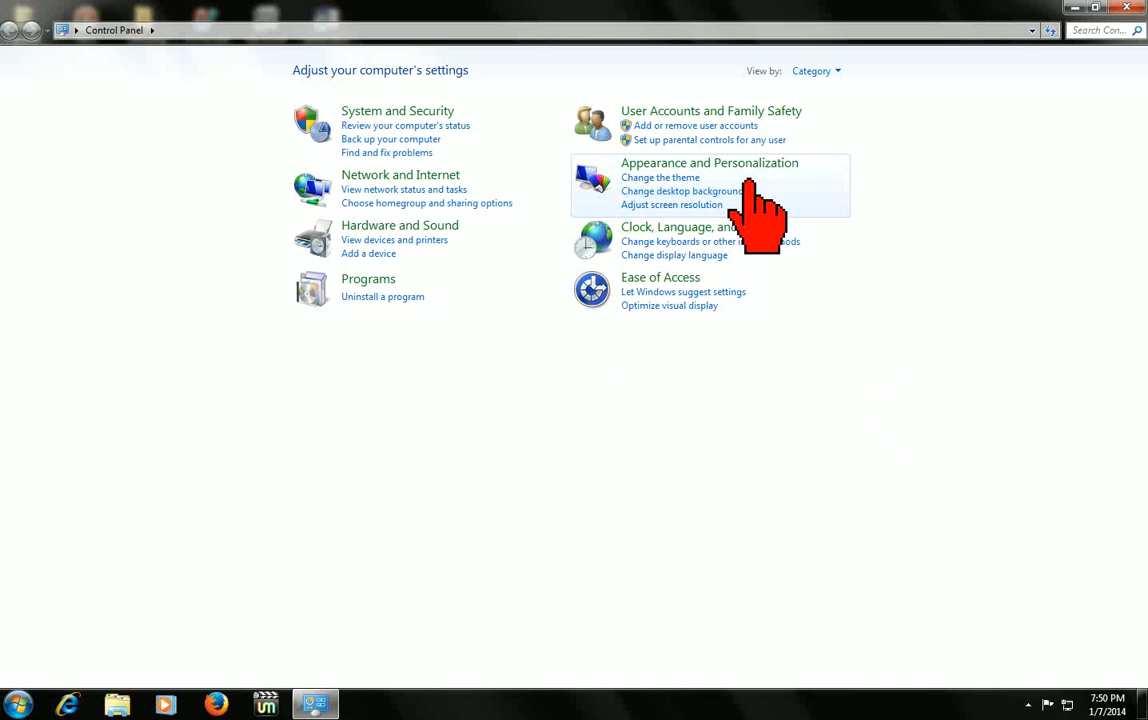 Control Panel
Search Con...
Adjust your computer's settings
View by: Category
System and Security
Review your computer's status
Back up your computer
Find and fix problems
Network and Internet
View network status and tasks
Choose homegroup and sharing options
Hardware and Sound
View devices and printers
Add a device
Programs
Uninstall a program
User Accounts and Family Safety
Add or remove user accounts
Set up parental controls for any user
Appearance and Personalization
Change the theme
Change desktop background
Adjust screen resolution
Clock, Language, and
Change keyboards or other
Change display language
Ease of Access
Let Windows suggest settings
Optimize visual display
um
7:50 PM
1/7/2014